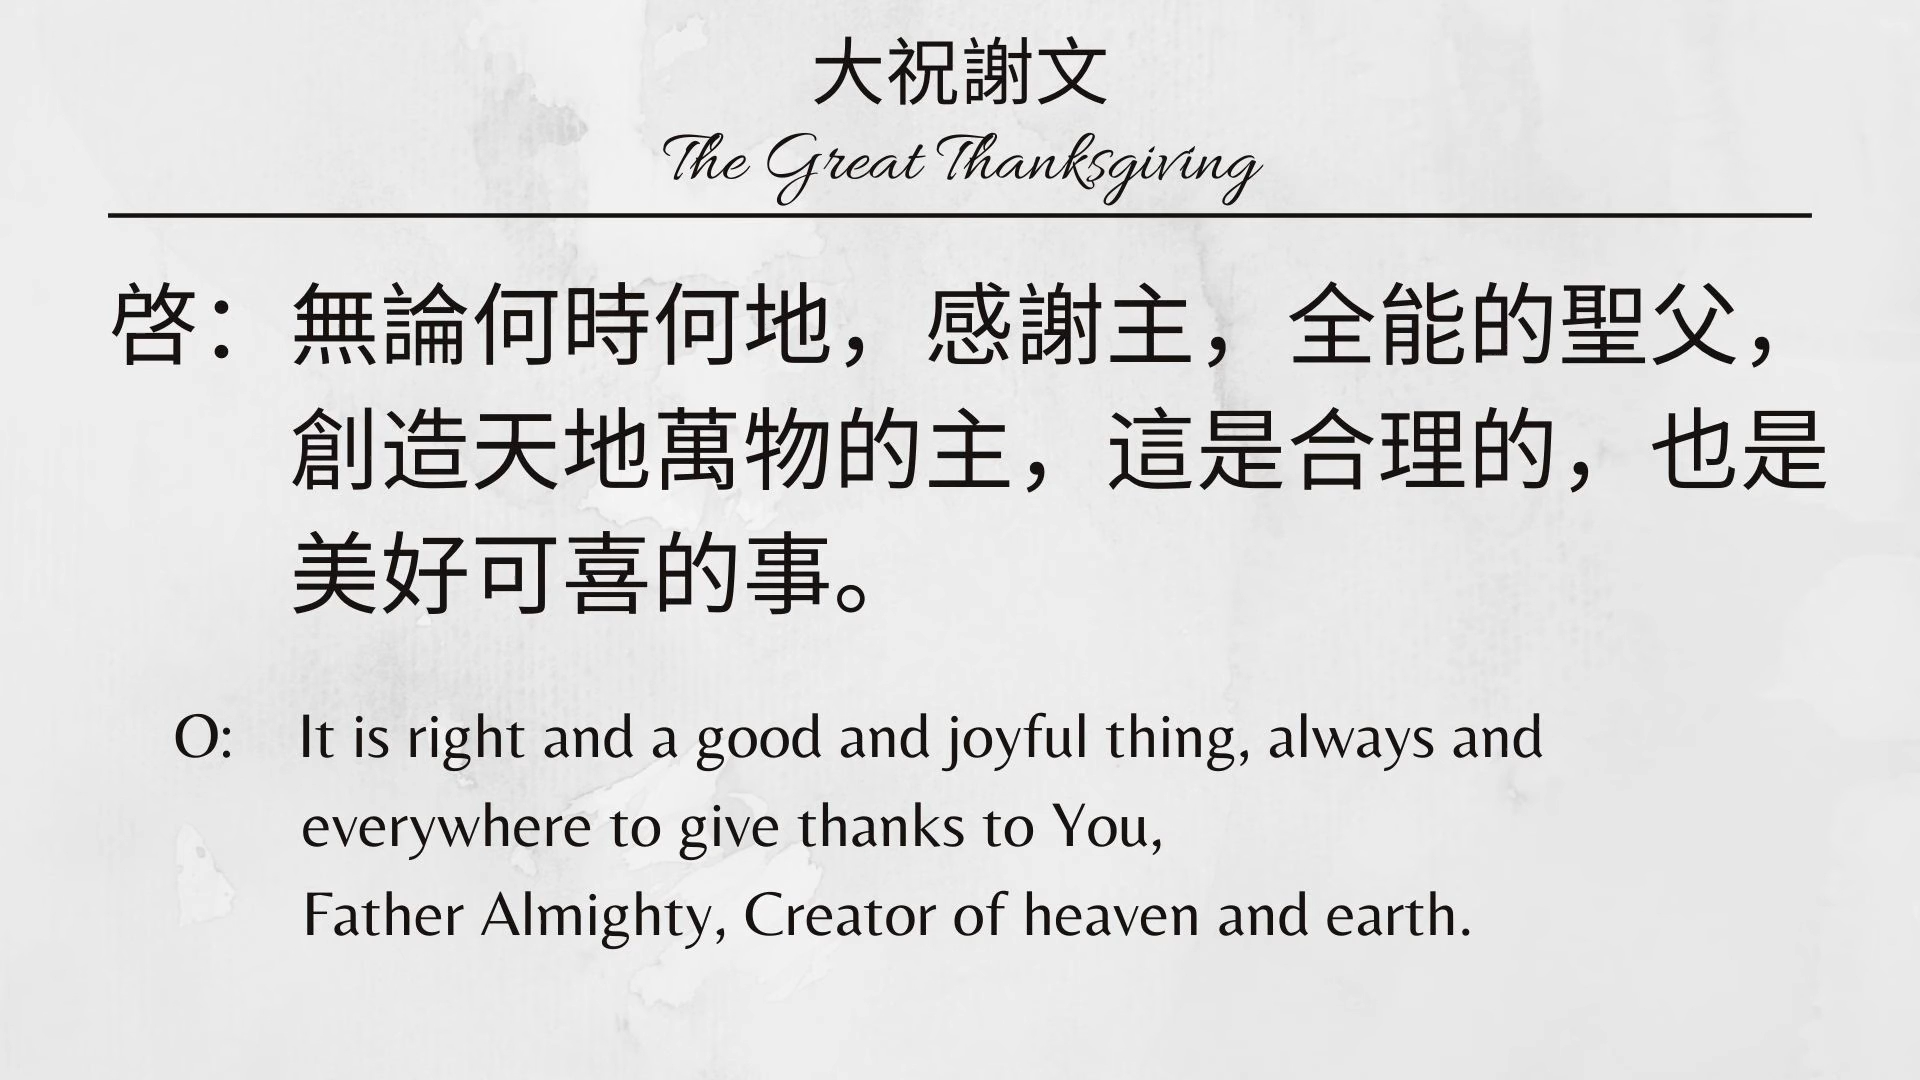 大祝謝文
The Great Thanksgiving
啓：無論何時何地，感謝主，全能的聖父，
創造天地萬物的主，這是合理的，也是
美好可喜的事。
O: It is right and a good and joyful thing, always and
everywhere to give thanks to You,
Father Almighty, Creator of heaven and earth.